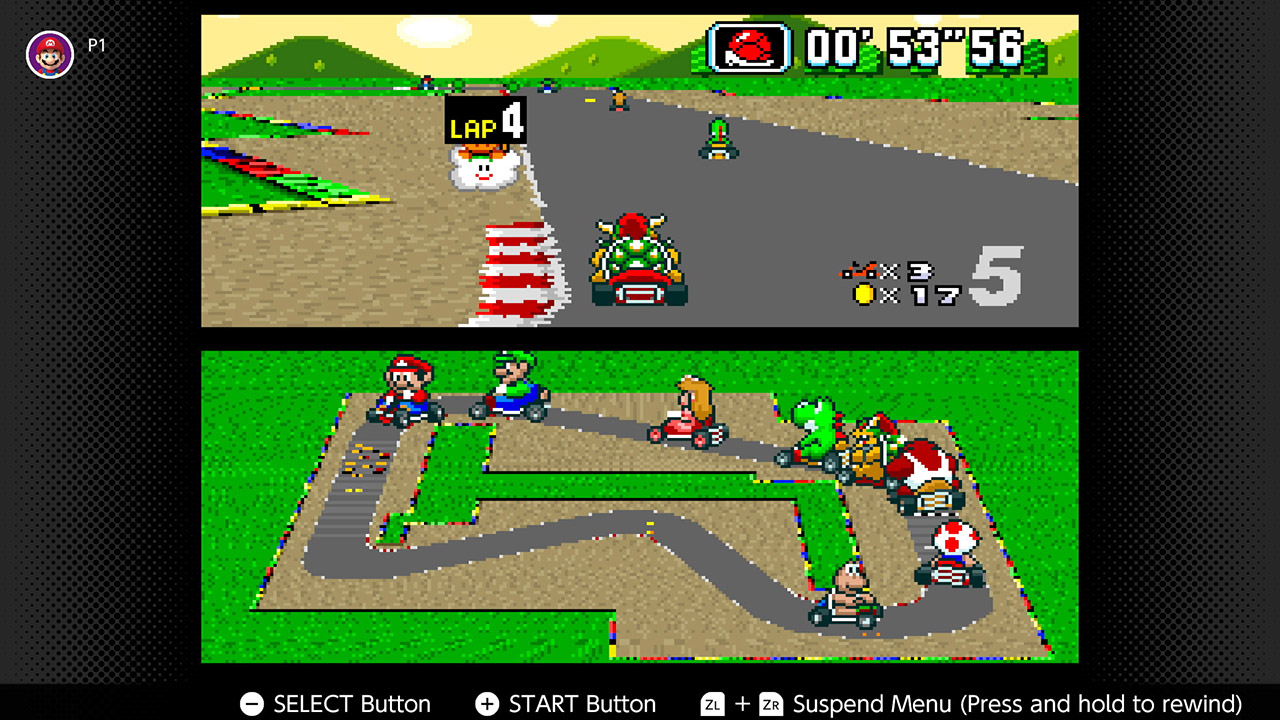 P1
00'53"56
LAP 4
× 3
× 17
5
SELECT Button
START Button
ZL + ZR Suspend Menu (Press and hold to rewind)